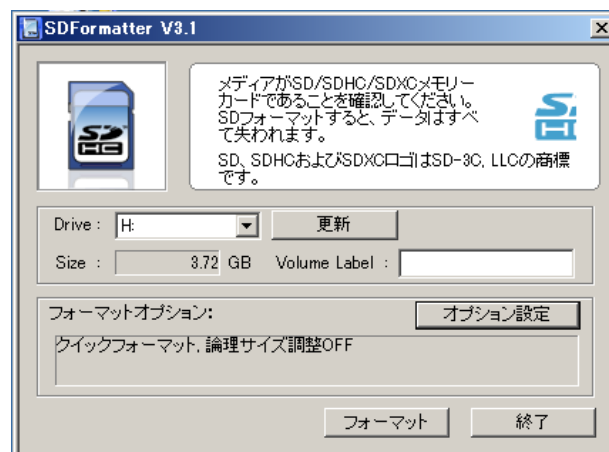 SDFormatter V3.1
メディアがSD/SDHC/SDXCメモリー
カードであることを確認してください。
SDフォーマットすると、データはすべ
て失われます。
SD、SDHCおよびSDXCロゴはSD-3C, LLCの商標
です。
SD
HC
SD
HC
Drive :
H:
更新
Size :
3.72 GB
Volume Label :
フォーマットオプション:
オプション設定
クイックフォーマット, 論理サイズ調整OFF
フォーマット
終了